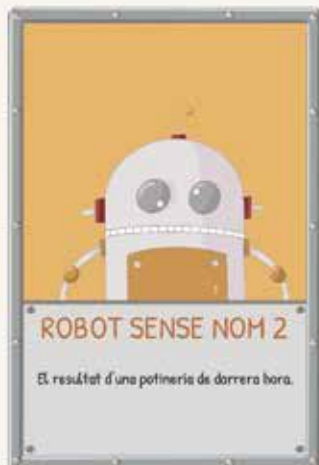 ROBOT SENSE NOM 2
El resultat d'una potineria de darrera hora.